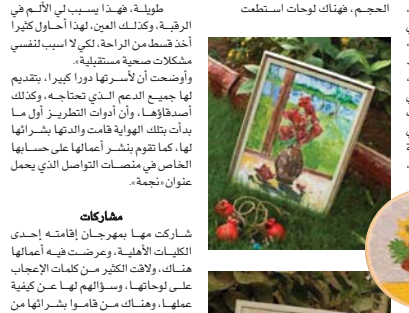 الحجم، فهناك لوحات استطعت
طويلة، فهذا يسبب لي الألم في
الرقبة، وكذلك العين، لهذا أحاول كثيرا
أخذ قسط من الراحة، لكي لا اسبب لنفسي
مشكلات صحية مستقبلية».
وأوضحت أن لأسرتها دورا كبيرا، بتقديم
لها جميع الدعم الذي تحتاجه، وكذلك
أصدقاؤها، وأن أدوات التطريز أول ما
بدأت بتلك الهواية قامت والدتها بشرائها
لها، كما تقوم بنشر أعمالها على حسابها
الخاص في منصات التواصل الذي يحمل
عنوان «نجمة».
مشاركات
شاركت مها بمهرجان إقامته إحدى
الكليات الأهلية، وعرضت فيه أعمالها
هناك، ولاقت الكثير من كلمات الإعجاب
على لوحاتها، وسؤالهم لها عن كيفية
عملها، وهناك من قاموا بشرائها من